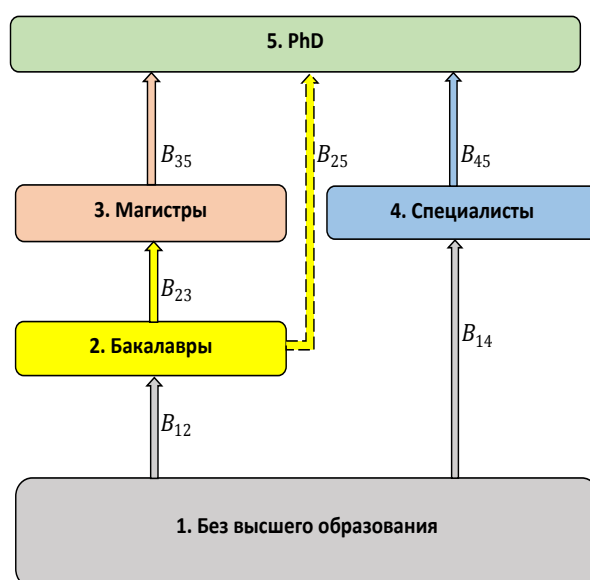 5. PhD
B₃₅
B₂₅
B₄₅
3. Магистры
4. Специалисты
B₂₃
B₁₄
2. Бакалавры
B₁₂
1. Без высшего образования